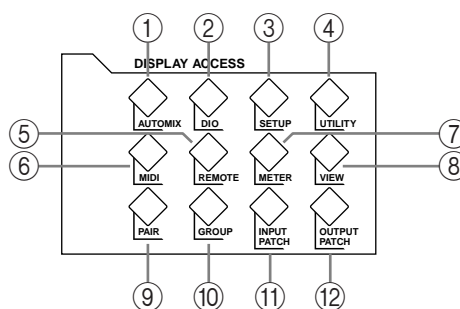 ① ② ③ ④
DISPLAY ACCESS
AUTOMIX DIO SETUP UTILITY
⑤ ⑦
⑥ MIDI REMOTE METER VIEW ⑧
PAIR GROUP INPUT PATCH OUTPUT PATCH
⑨ ⑩ ⑪ ⑫